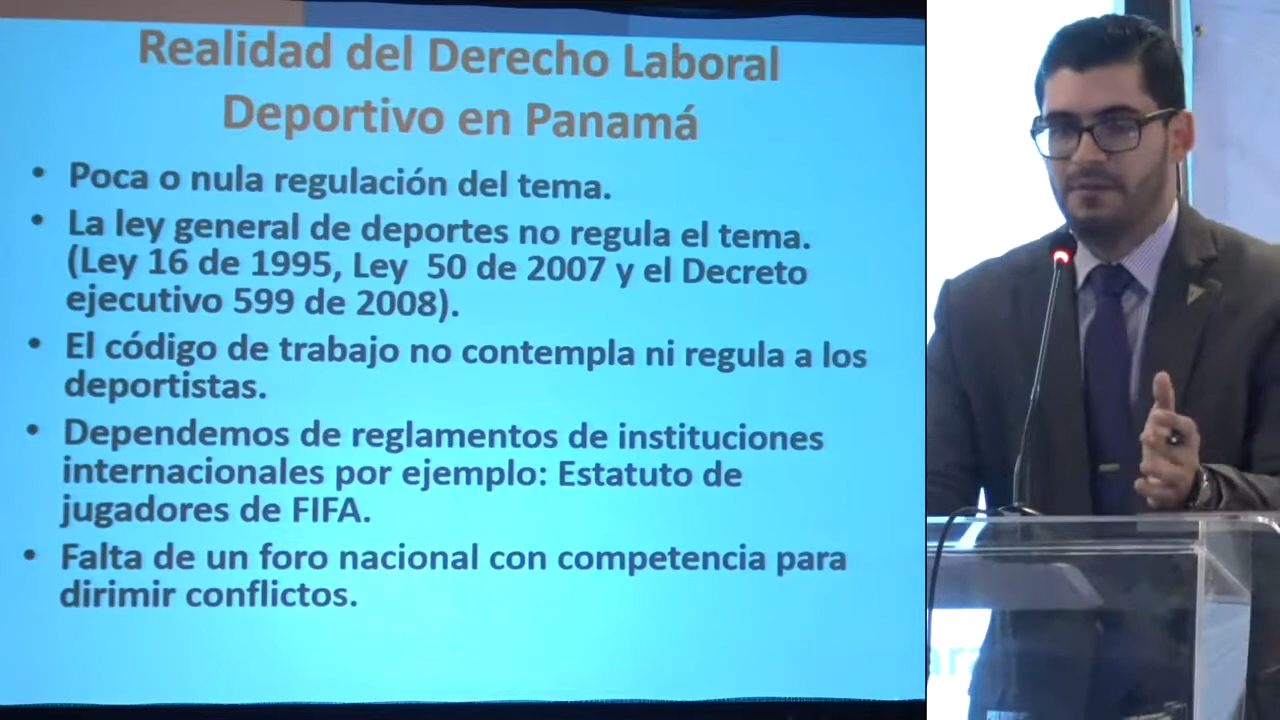 Realidad del Derecho Laboral
Deportivo en Panamá
• Poca o nula regulación del tema.
• La ley general de deportes no regula el tema.
(Ley 16 de 1995, Ley 50 de 2007 y el Decreto
ejecutivo 599 de 2008).
• El código de trabajo no contempla ni regula a los
deportistas.
• Dependemos de reglamentos de instituciones
internacionales por ejemplo: Estatuto de
jugadores de FIFA.
• Falta de un foro nacional con competencia para
dirimir conflictos.